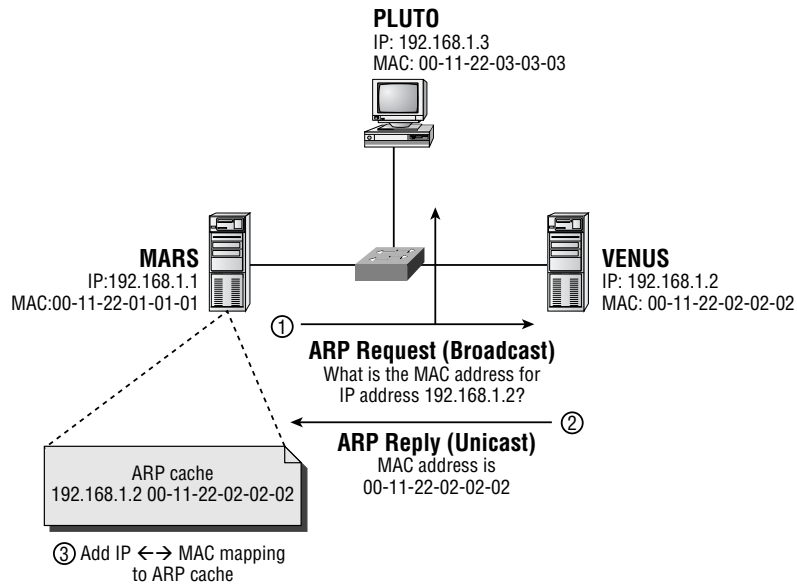 PLUTO
IP: 192.168.1.3
MAC: 00-11-22-03-03-03
MARS
IP:192.168.1.1
MAC:00-11-22-01-01-01
VENUS
IP: 192.168.1.2
MAC: 00-11-22-02-02-02
①
ARP Request (Broadcast)
What is the MAC address for
IP address 192.168.1.2?
②
ARP Reply (Unicast)
MAC address is
00-11-22-02-02-02
ARP cache
192.168.1.2 00-11-22-02-02-02
③ Add IP ←→ MAC mapping
to ARP cache